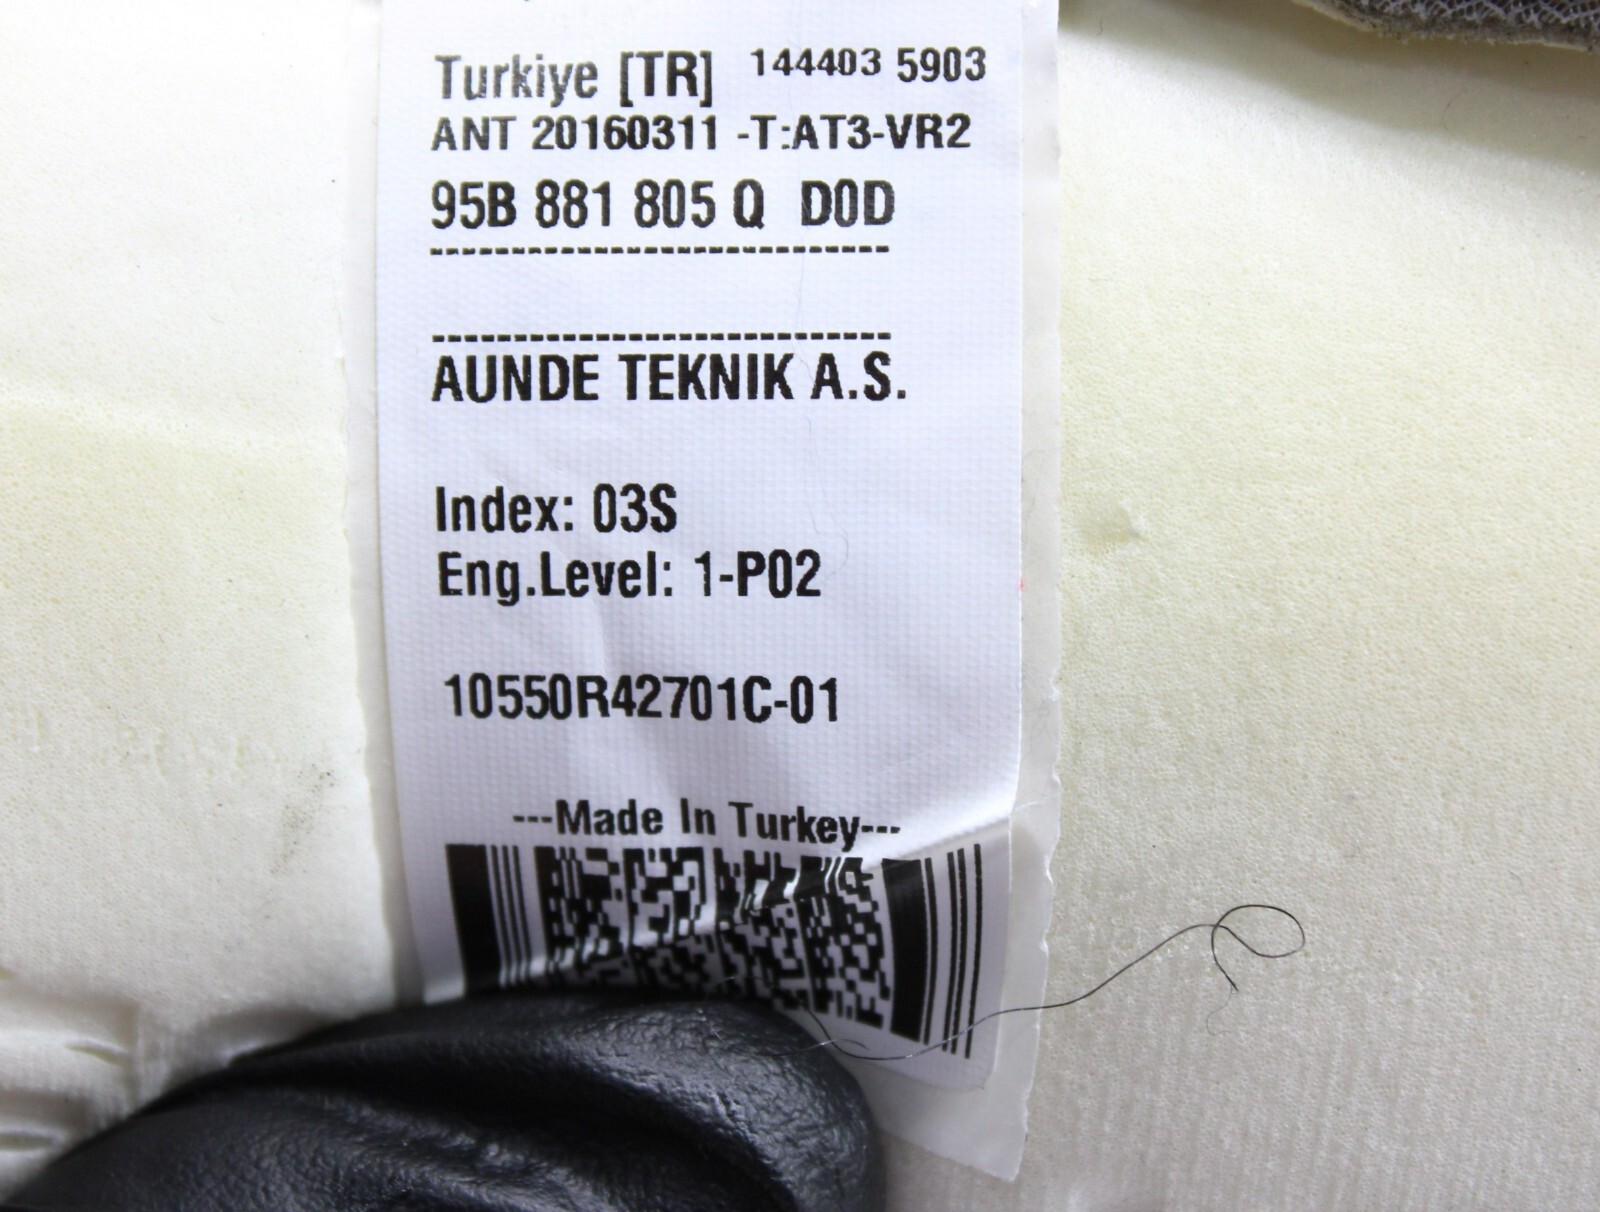 Turkiye [TR] 144403 5903
ANT 20160311 -T:AT3-VR2
95B 881 805 Q D0D
----------------------------
----------------------------
AUNDE TEKNIK A.S.
Index: 03S
Eng.Level: 1-P02
10550R42701C-01
---Made In Turkey---